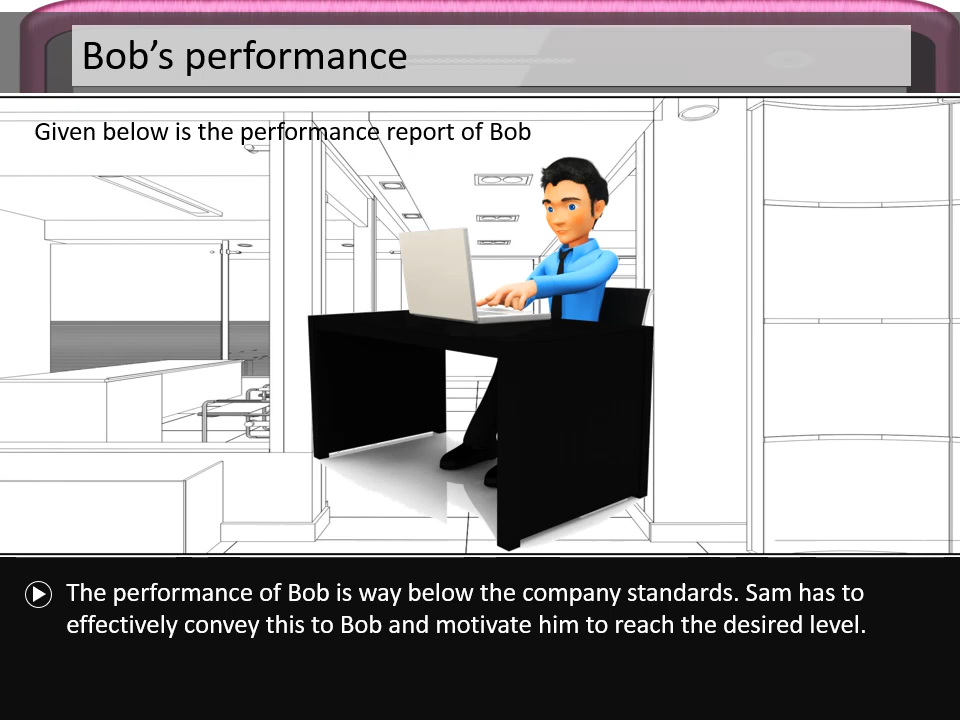 Bob’s performance
Given below is the performance report of Bob
The performance of Bob is way below the company standards. Sam has to
effectively convey this to Bob and motivate him to reach the desired level.